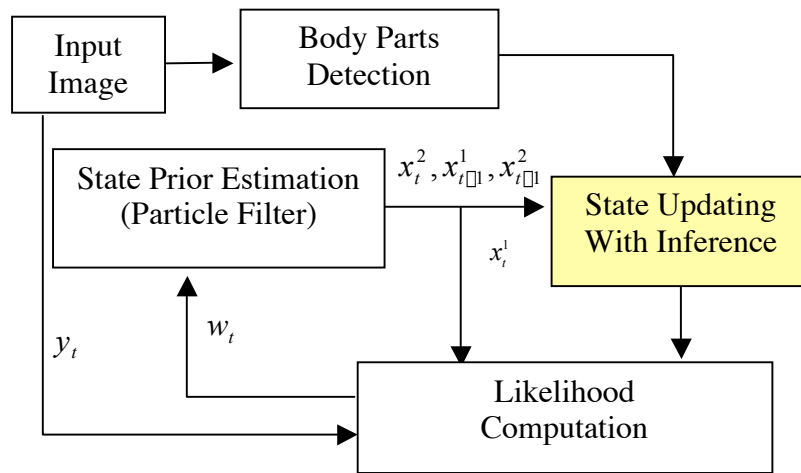 Input
Image
Body Parts
Detection
State Prior Estimation
(Particle Filter)
x_t^2, x_{t□1}^1, x_{t□1}^2
State Updating
With Inference
x_t^1
y_t
w_t
Likelihood
Computation